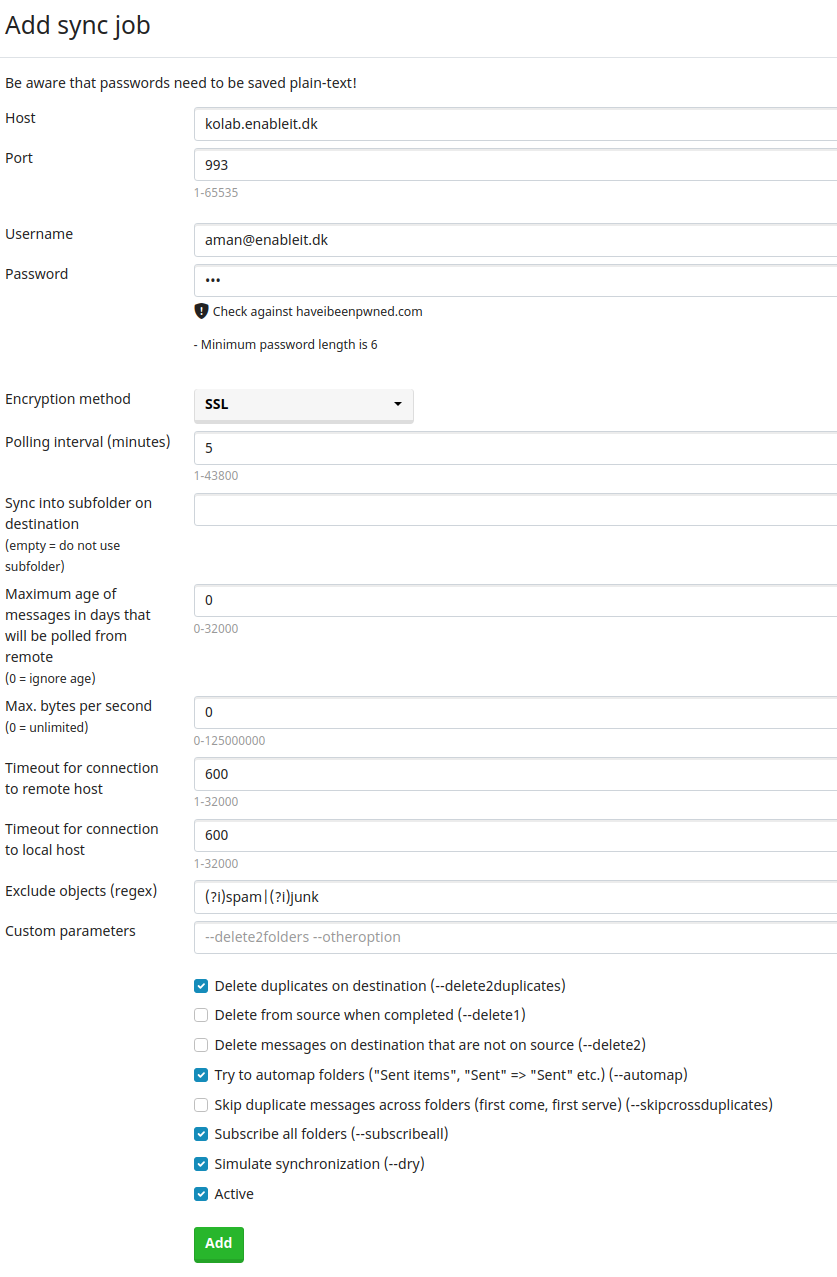 Add sync job
Be aware that passwords need to be saved plain-text!
Host
kolab.enableit.dk
Port
993
1-65535
Username
aman@enableit.dk
Password
•••
Check against haveibeenpwned.com
- Minimum password length is 6
Encryption method
SSL
Polling interval (minutes)
5
1-43800
Sync into subfolder on
destination
(empty = do not use
subfolder)
Maximum age of
messages in days that
will be polled from
remote
(0 = ignore age)
0
0-32000
Max. bytes per second
(0 = unlimited)
0
0-125000000
Timeout for connection
to remote host
600
1-32000
Timeout for connection
to local host
600
1-32000
Exclude objects (regex)
(?i)spam|(?i)junk
Custom parameters
--delete2folders --otheroption
Delete duplicates on destination (--delete2duplicates)
Delete from source when completed (--delete1)
Delete messages on destination that are not on source (--delete2)
Try to automap folders ("Sent items", "Sent" => "Sent" etc.) (--automap)
Skip duplicate messages across folders (first come, first serve) (--skipcrossduplicates)
Subscribe all folders (--subscribeall)
Simulate synchronization (--dry)
Active
Add